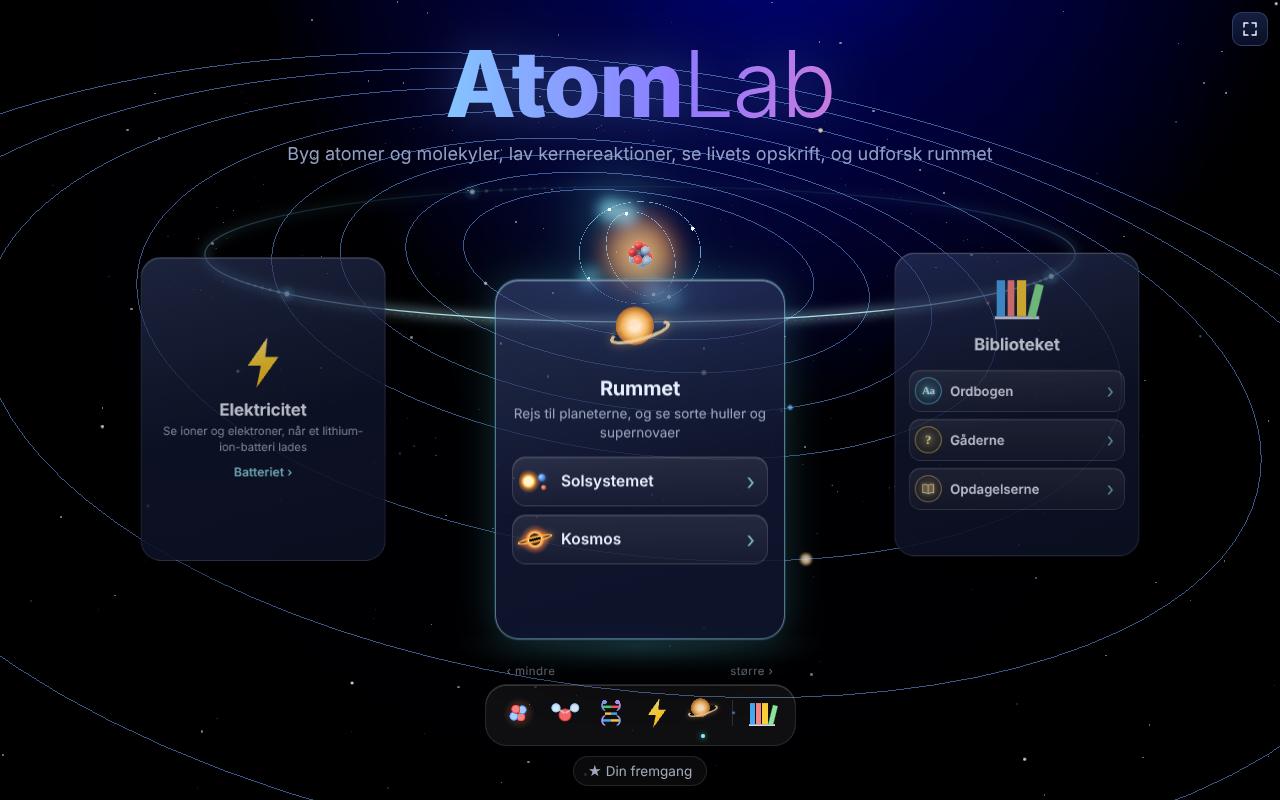 AtomLab
Byg atomer og molekyler, lav kernereaktioner, se livets opskrift, og udforsk rummet
Elektricitet
Se ioner og elektroner, når et lithium-
ion-batteri lades
Batteriet ›
Rummet
Rejs til planeterne, og se sorte huller og
supernovaer
Solsystemet ›
Kosmos ›
Biblioteket
Aa Ordbogen ›
? Gåderne ›
Opdagelserne ›
‹ mindre
større ›
★ Din fremgang